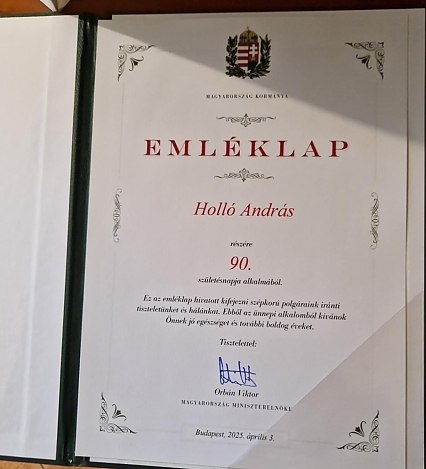 MAGYARORSZÁG KORMÁNYA
EMLÉKLAP
Holló András
részére
90.
születésnapja alkalmából.
Ez az emléklap hivatott kifejezni szépkorú polgáraink iránti
tiszteletünket és hálánkat. Ebből az ünnepi alkalomból kívánok
Önnek jó egészséget és további boldog éveket.
Tisztelettel:
Orbán Viktor
MAGYARORSZÁG MINISZTERELNÖKE
Budapest, 2025. április 3.